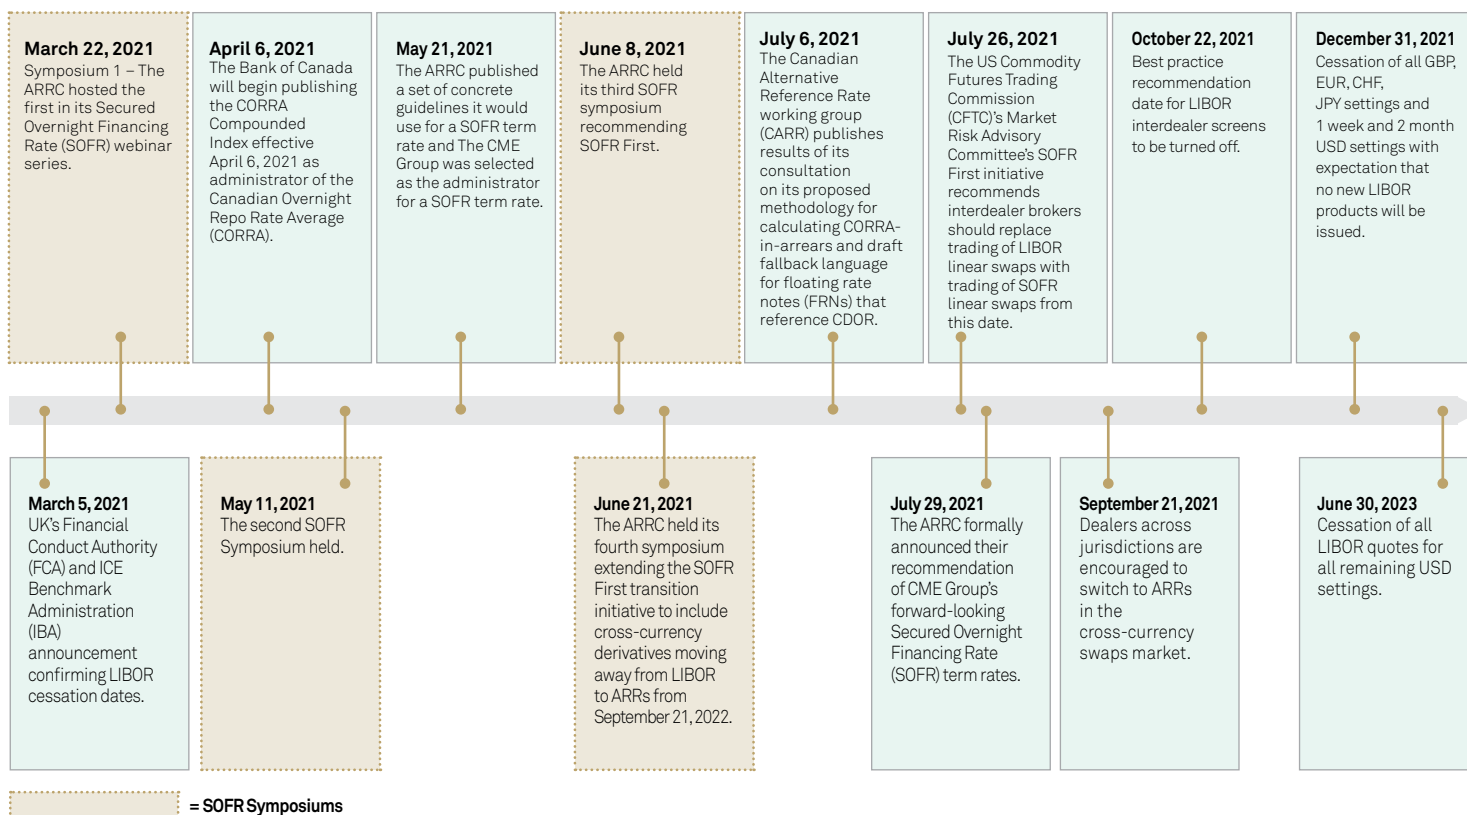 March 22, 2021
Symposium 1 – The
ARRC hosted the
first in its Secured
Overnight Financing
Rate (SOFR) webinar
series.
April 6, 2021
The Bank of Canada
will begin publishing
the CORRA
Compounded
Index effective
April 6, 2021 as
administrator of the
Canadian Overnight
Repo Rate Average
(CORRA).
May 21, 2021
The ARRC published
a set of concrete
guidelines it would
use for a SOFR term
rate and The CME
Group was selected
as the administrator
for a SOFR term rate.
June 8, 2021
The ARRC held
its third SOFR
symposium
recommending
SOFR First.
July 6, 2021
The Canadian
Alternative
Reference Rate
working group
(CARR) publishes
results of its
consultation
on its proposed
methodology for
calculating CORRA-
in-arrears and draft
fallback language
for floating rate
notes (FRNs) that
reference CDOR.
July 26, 2021
The US Commodity
Futures Trading
Commission
(CFTC)’s Market
Risk Advisory
Committee’s SOFR
First initiative
recommends
interdealer brokers
should replace
trading of LIBOR
linear swaps with
trading of SOFR
linear swaps from
this date.
October 22, 2021
Best practice
recommendation
date for LIBOR
interdealer screens
to be turned off.
December 31, 2021
Cessation of all GBP,
EUR, CHF,
JPY settings and
1 week and 2 month
USD settings with
expectation that
no new LIBOR
products will be
issued.
March 5, 2021
UK’s Financial
Conduct Authority
(FCA) and ICE
Benchmark
Administration
(IBA)
announcement
confirming LIBOR
cessation dates.
May 11, 2021
The second SOFR
Symposium held.
June 21, 2021
The ARRC held its
fourth symposium
extending the SOFR
First transition
initiative to include
cross-currency
derivatives moving
away from LIBOR
to ARRs from
September 21, 2022.
July 29, 2021
The ARRC formally
announced their
recommendation
of CME Group’s
forward-looking
Secured Overnight
Financing Rate
(SOFR) term rates.
September 21, 2021
Dealers across
jurisdictions are
encouraged to
switch to ARRs
in the
cross-currency
swaps market.
June 30, 2023
Cessation of all
LIBOR quotes for
all remaining USD
settings.
= SOFR Symposiums